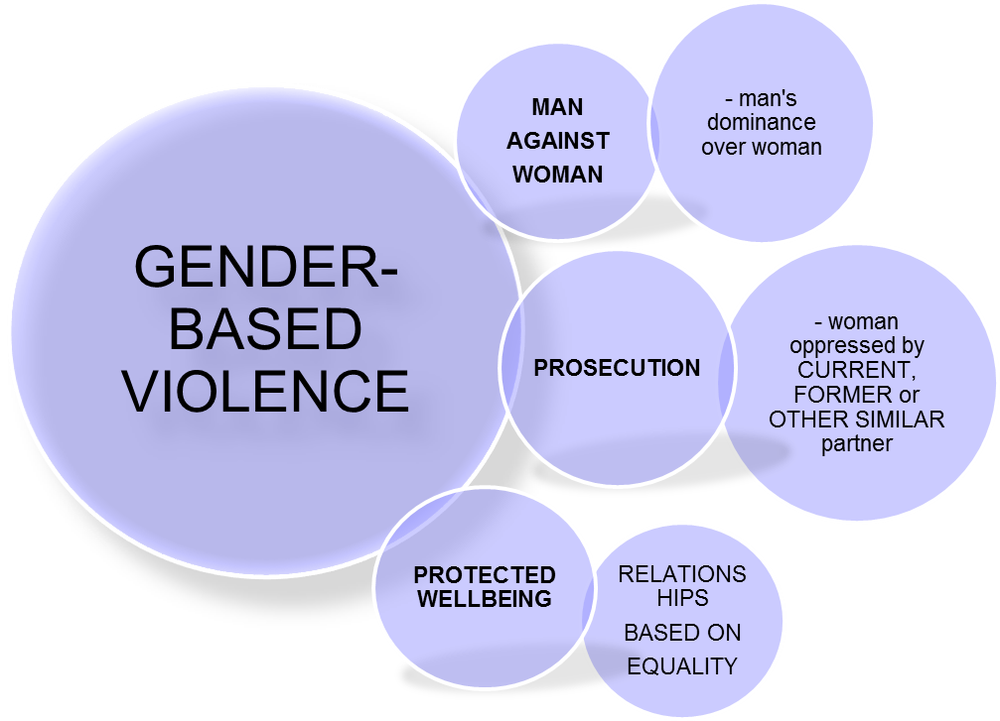 GENDER-
BASED
VIOLENCE
MAN
AGAINST
WOMAN
- man's
dominance
over woman
PROSECUTION
- woman
oppressed by
CURRENT,
FORMER or
OTHER SIMILAR
partner
PROTECTED
WELLBEING
RELATIONS
HIPS
BASED ON
EQUALITY